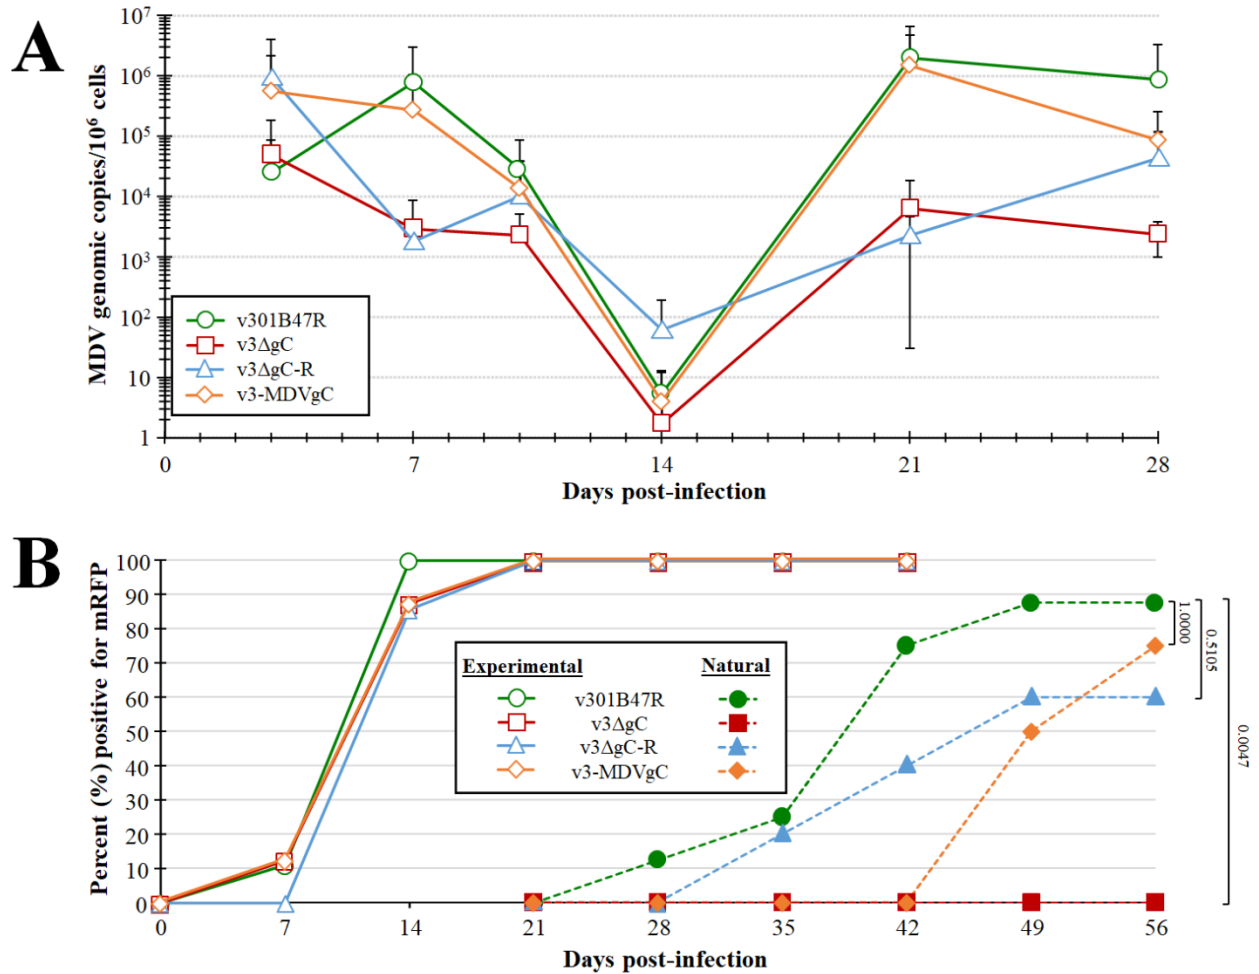 A
MDV genomic copies/10⁶ cells
10⁷
10⁶
10⁵
10⁴
10³
10²
10
1
v301B47R
v3ΔgC
v3ΔgC-R
v3-MDVgC
0 7 14 21 28
Days post-infection
B
Percent (%) positive for mRFP
100
90
80
70
60
50
40
30
20
10
0
Experimental Natural
v301B47R
v3ΔgC
v3ΔgC-R
v3-MDVgC
1.0000
0.5105
0.0047
0 7 14 21 28 35 42 49 56
Days post-infection